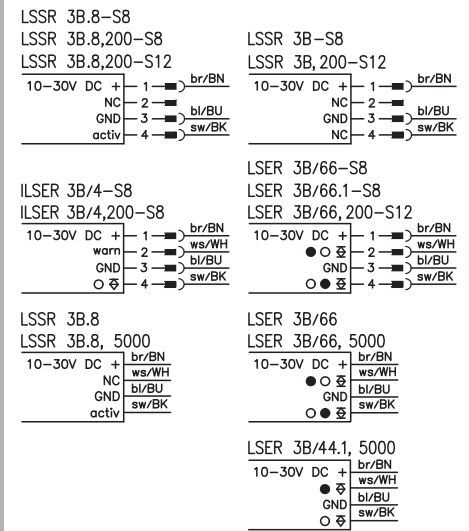 LSSR 3B.8-S8
LSSR 3B.8,200-S8
LSSR 3B.8,200-S12
10-30V DC + 1 br/BN
NC 2
GND 3 bl/BU
activ 4 sw/BK
LSSR 3B-S8
LSSR 3B,200-S12
10-30V DC + 1 br/BN
NC 2
GND 3 bl/BU
NC 4 sw/BK
ILSER 3B/4-S8
ILSER 3B/4,200-S8
10-30V DC + 1 br/BN
warn 2 ws/WH
GND 3 bl/BU
4 sw/BK
LSER 3B/66-S8
LSER 3B/66.1-S8
LSER 3B/66,200-S12
10-30V DC + 1 br/BN
2 ws/WH
GND 3 bl/BU
4 sw/BK
LSSR 3B.8
LSSR 3B.8, 5000
10-30V DC + br/BN
NC ws/WH
GND bl/BU
activ sw/BK
LSER 3B/66
LSER 3B/66, 5000
10-30V DC + br/BN
ws/WH
GND bl/BU
sw/BK
LSER 3B/44.1, 5000
10-30V DC + br/BN
ws/WH
GND bl/BU
sw/BK